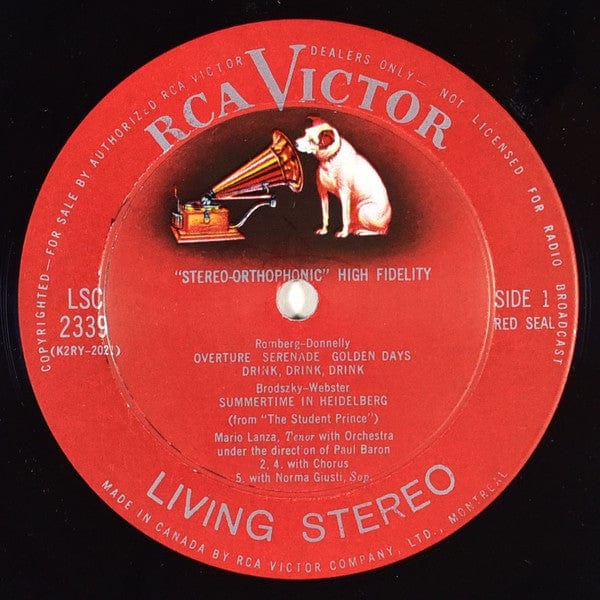 COPYRIGHTED—FOR SALE BY AUTHORIZED RCA VICTOR DEALERS ONLY— NOT LICENSED FOR RADIO BROADCAST
RCA VICTOR
"STEREO-ORTHOPHONIC" HIGH FIDELITY
LSC
2339
SIDE 1
RED SEAL
Romberg-Donnelly
OVERTURE SERENADE GOLDEN DAYS
DRINK, DRINK, DRINK
Brodszky-Webster
SUMMERTIME IN HEIDELBERG
(from "The Student Prince")
Mario Lanza, Tenor with Orchestra
under the direction of Paul Baron
2, 4. with Chorus
5. with Norma Giusti, Sop.
LIVING STEREO
MADE IN CANADA BY RCA VICTOR COMPANY, LTD., MONTREAL